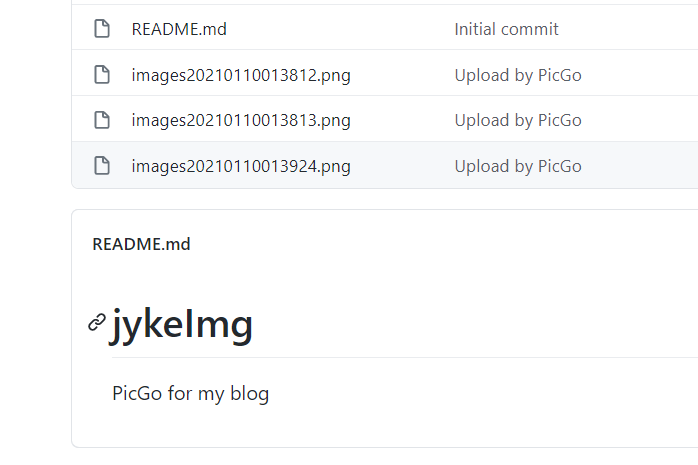 README.md Initial commit
images20210110013812.png Upload by PicGo
images20210110013813.png Upload by PicGo
images20210110013924.png Upload by PicGo
README.md
jykeImg
PicGo for my blog